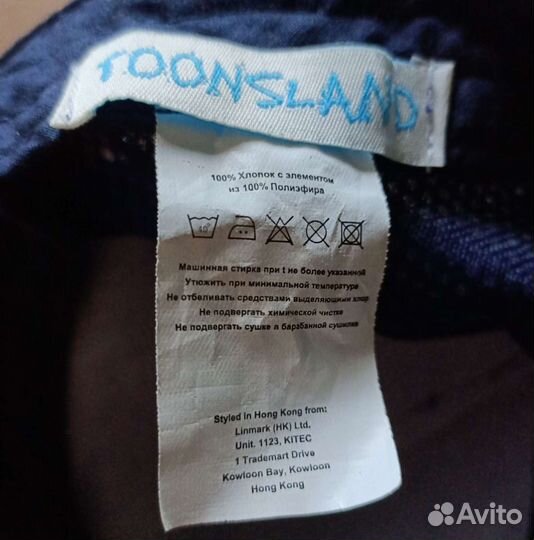 TOONSLAND
100% Хлопок с элементом
из 100% Полиэфира
40°
Машинная стирка при t не более указанной
Утюжить при минимальной температуре
Не отбеливать средствами выделяющими хлор
Не подвергать химической чистке
Не подвергать сушке в барабанной сушилке
Styled in Hong Kong from:
Linmark (HK) Ltd,
Unit. 1123, KITEC
1 Trademart Drive
Kowloon Bay, Kowloon
Hong Kong
Avito